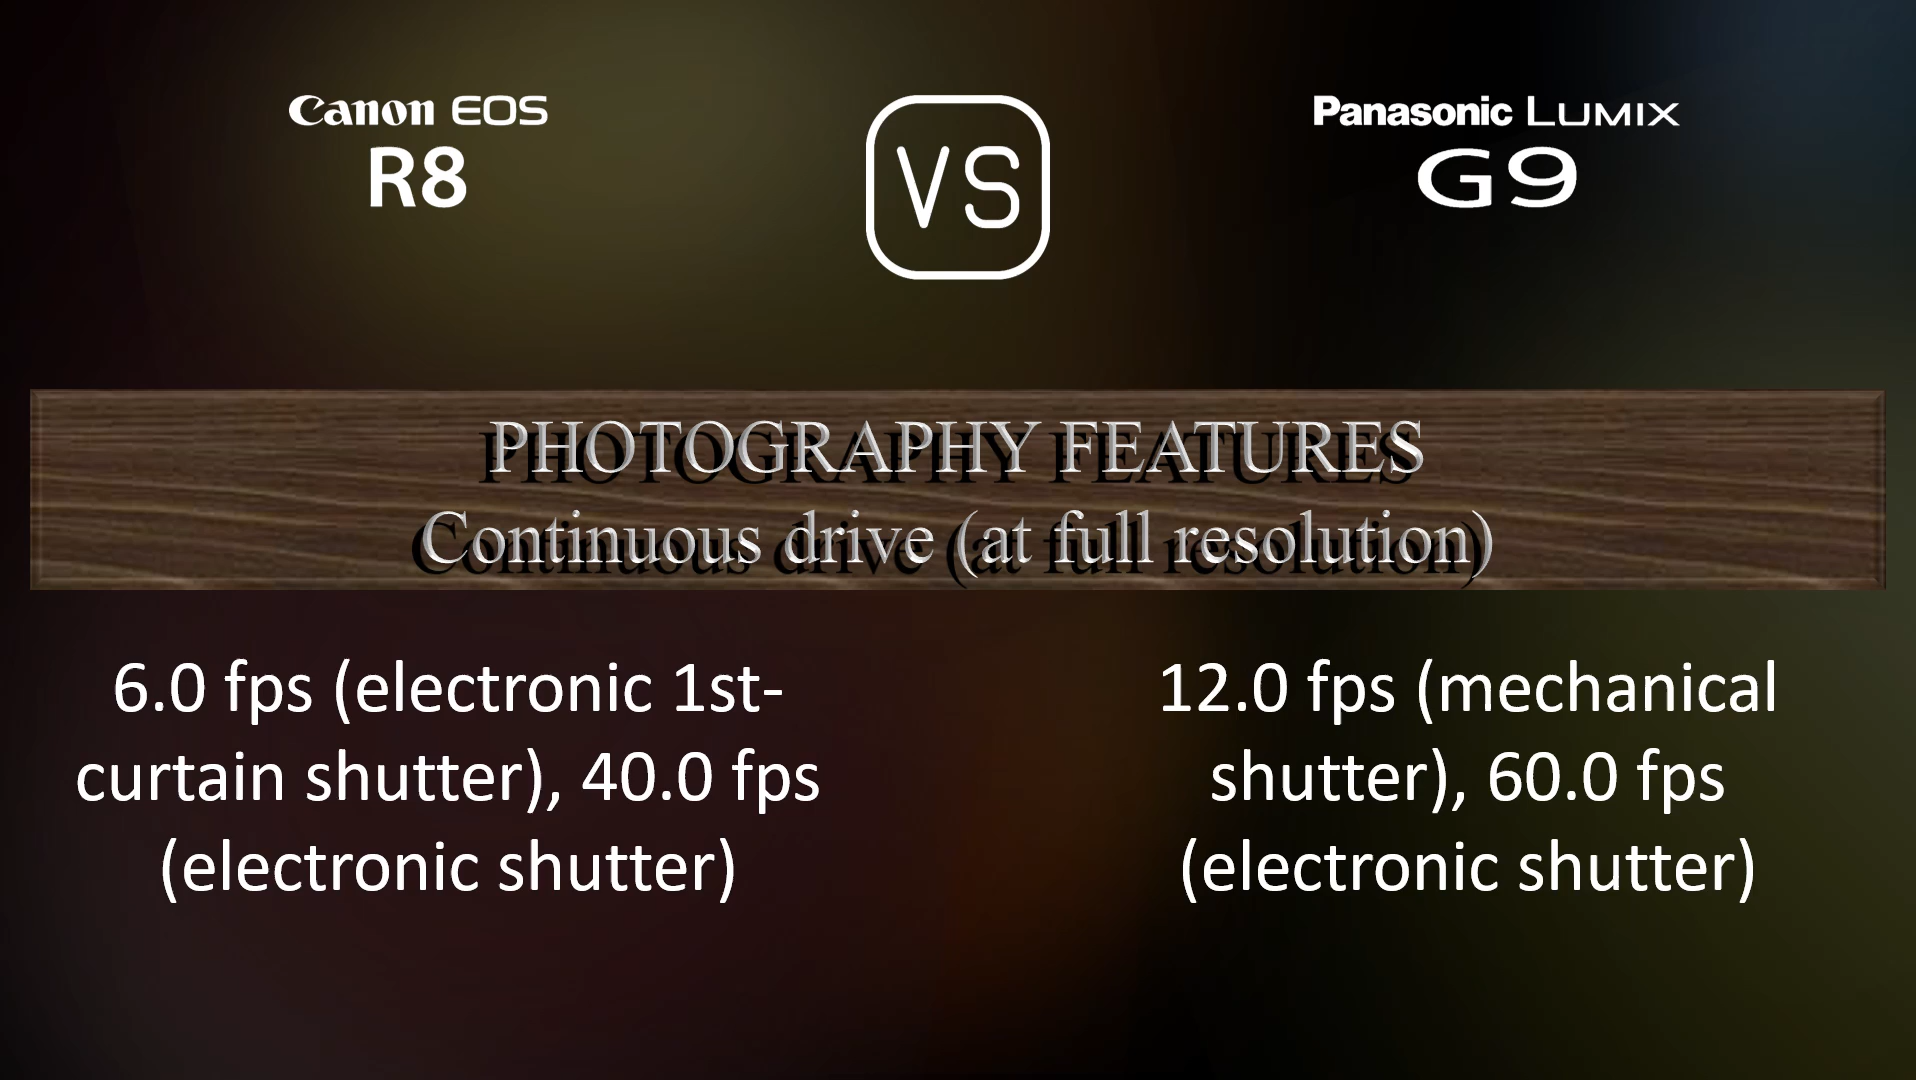 Canon EOS
R8
VS
Panasonic LUMIX
G9
PHOTOGRAPHY FEATURES
Continuous drive (at full resolution)
6.0 fps (electronic 1st-
curtain shutter), 40.0 fps
(electronic shutter)
12.0 fps (mechanical
shutter), 60.0 fps
(electronic shutter)